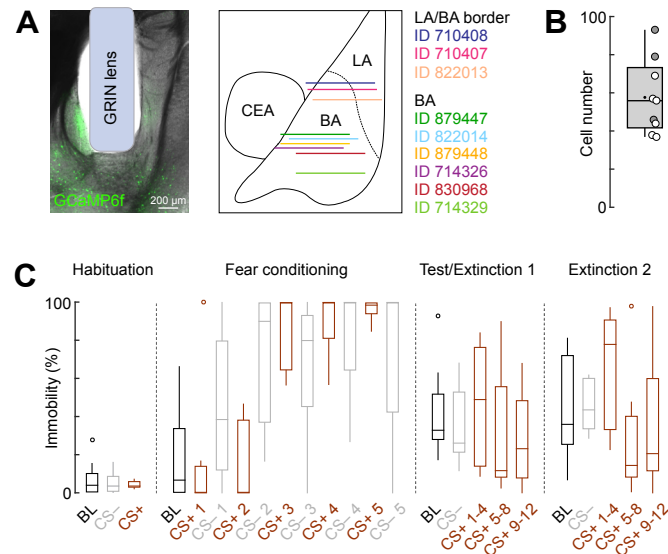 A
GRIN lens
GCaMP6f
200 µm
CEA
LA
BA
LA/BA border
ID 710408
ID 710407
ID 822013
BA
ID 879447
ID 822014
ID 879448
ID 714326
ID 830968
ID 714329
B
Cell number
100
0
C
Habituation
Fear conditioning
Test/Extinction 1
Extinction 2
Immobility (%)
100
0
BL
CS–
CS+
BL
CS+ 1
CS– 1
CS+ 2
CS– 2
CS+ 3
CS– 3
CS+ 4
CS– 4
CS+ 5
CS– 5
BL
CS–
CS+ 1-4
CS+ 5-8
CS+ 9-12
BL
CS–
CS+ 1-4
CS+ 5-8
CS+ 9-12